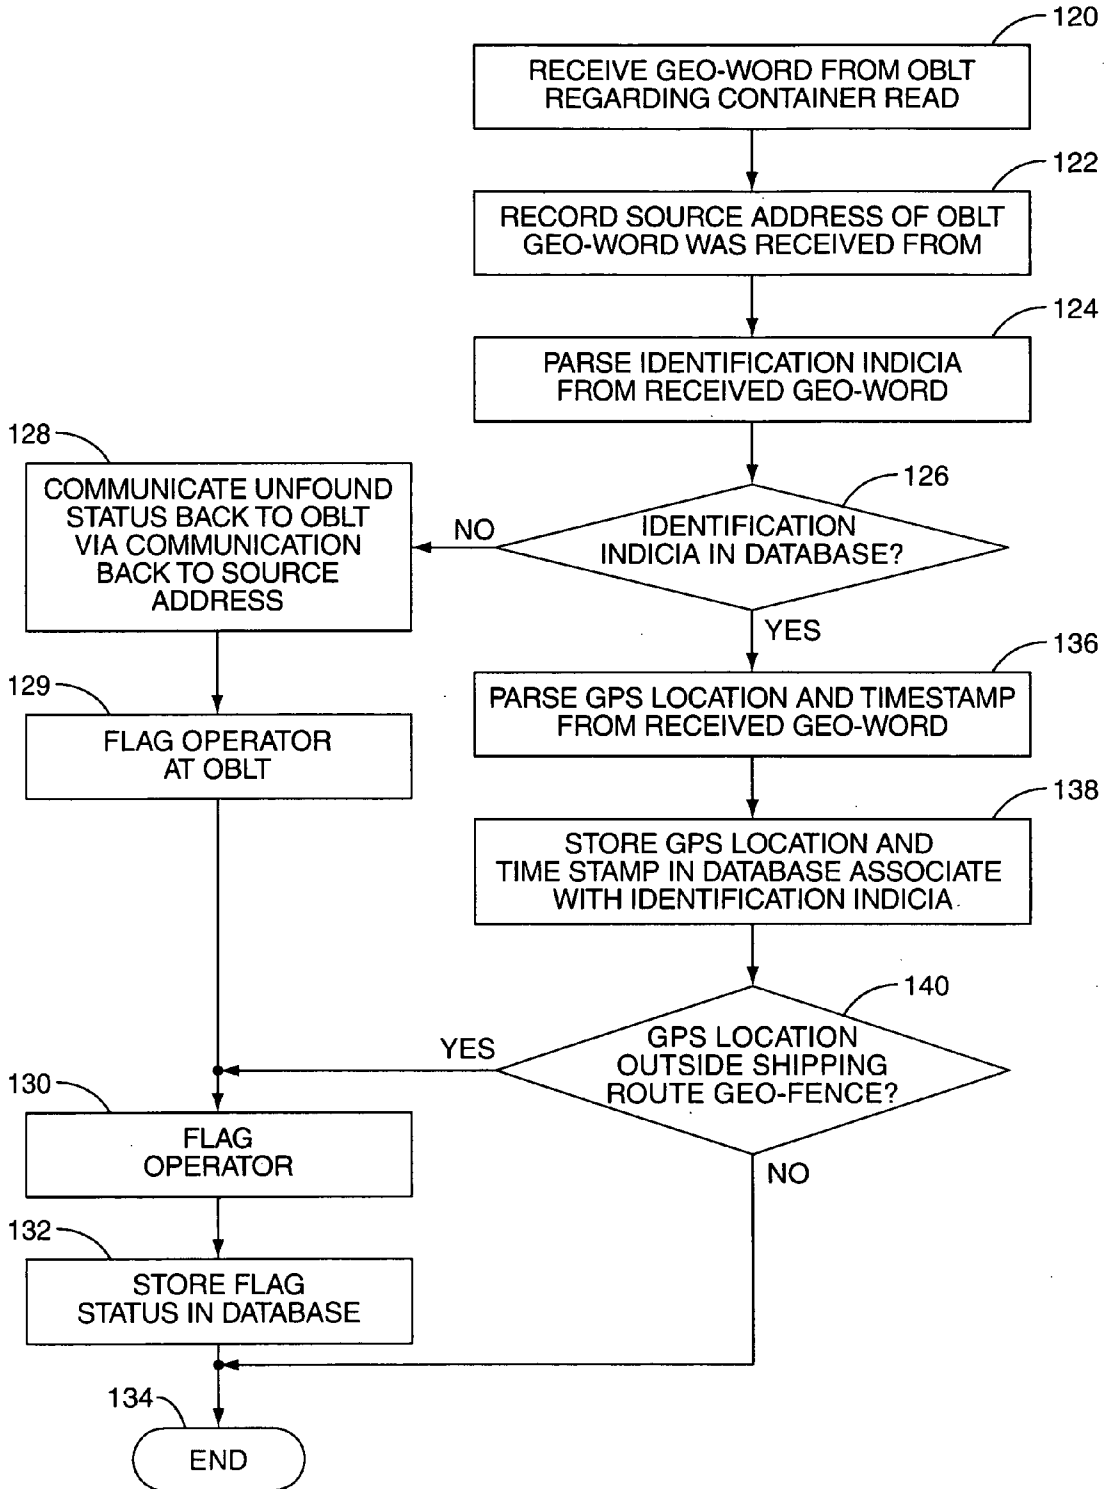 120
RECEIVE GEO-WORD FROM OBLT
REGARDING CONTAINER READ
122
RECORD SOURCE ADDRESS OF OBLT
GEO-WORD WAS RECEIVED FROM
124
PARSE IDENTIFICATION INDICIA
FROM RECEIVED GEO-WORD
126
IDENTIFICATION
INDICIA IN DATABASE?
NO
YES
128
COMMUNICATE UNFOUND
STATUS BACK TO OBLT
VIA COMMUNICATION
BACK TO SOURCE
ADDRESS
129
FLAG OPERATOR
AT OBLT
136
PARSE GPS LOCATION AND TIMESTAMP
FROM RECEIVED GEO-WORD
138
STORE GPS LOCATION AND
TIME STAMP IN DATABASE ASSOCIATE
WITH IDENTIFICATION INDICIA
140
GPS LOCATION
OUTSIDE SHIPPING
ROUTE GEO-FENCE?
YES
NO
130
FLAG
OPERATOR
132
STORE FLAG
STATUS IN DATABASE
134
END